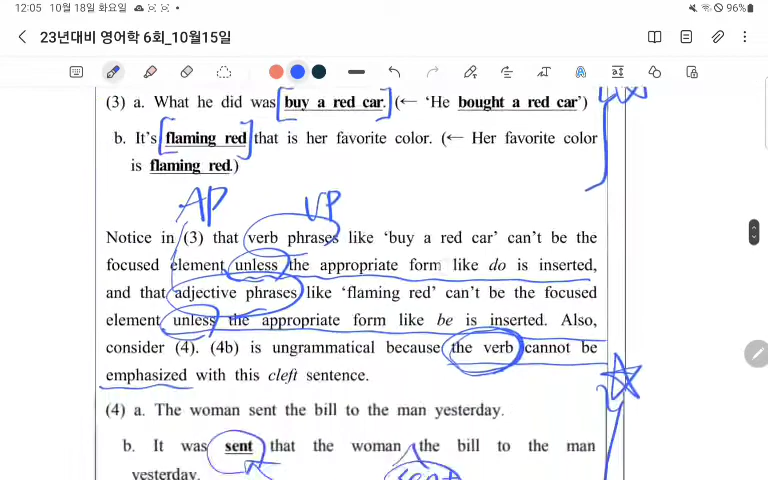 12:05 10월 18일 화요일
96%
23년대비 영어학 6회_10월15일
(3) a. What he did was buy a red car. (← ‘He bought a red car’)
b. It's flaming red that is her favorite color. (← Her favorite color
is flaming red.)
AP VP
Notice in (3) that verb phrases like ‘buy a red car’ can't be the
focused element unless the appropriate form like do is inserted,
and that adjective phrases like ‘flaming red’ can't be the focused
element unless the appropriate form like be is inserted. Also,
consider (4). (4b) is ungrammatical because the verb cannot be
emphasized with this cleft sentence.
(4) a. The woman sent the bill to the man yesterday.
b. It was sent that the woman the bill to the man
yesterday.
sent